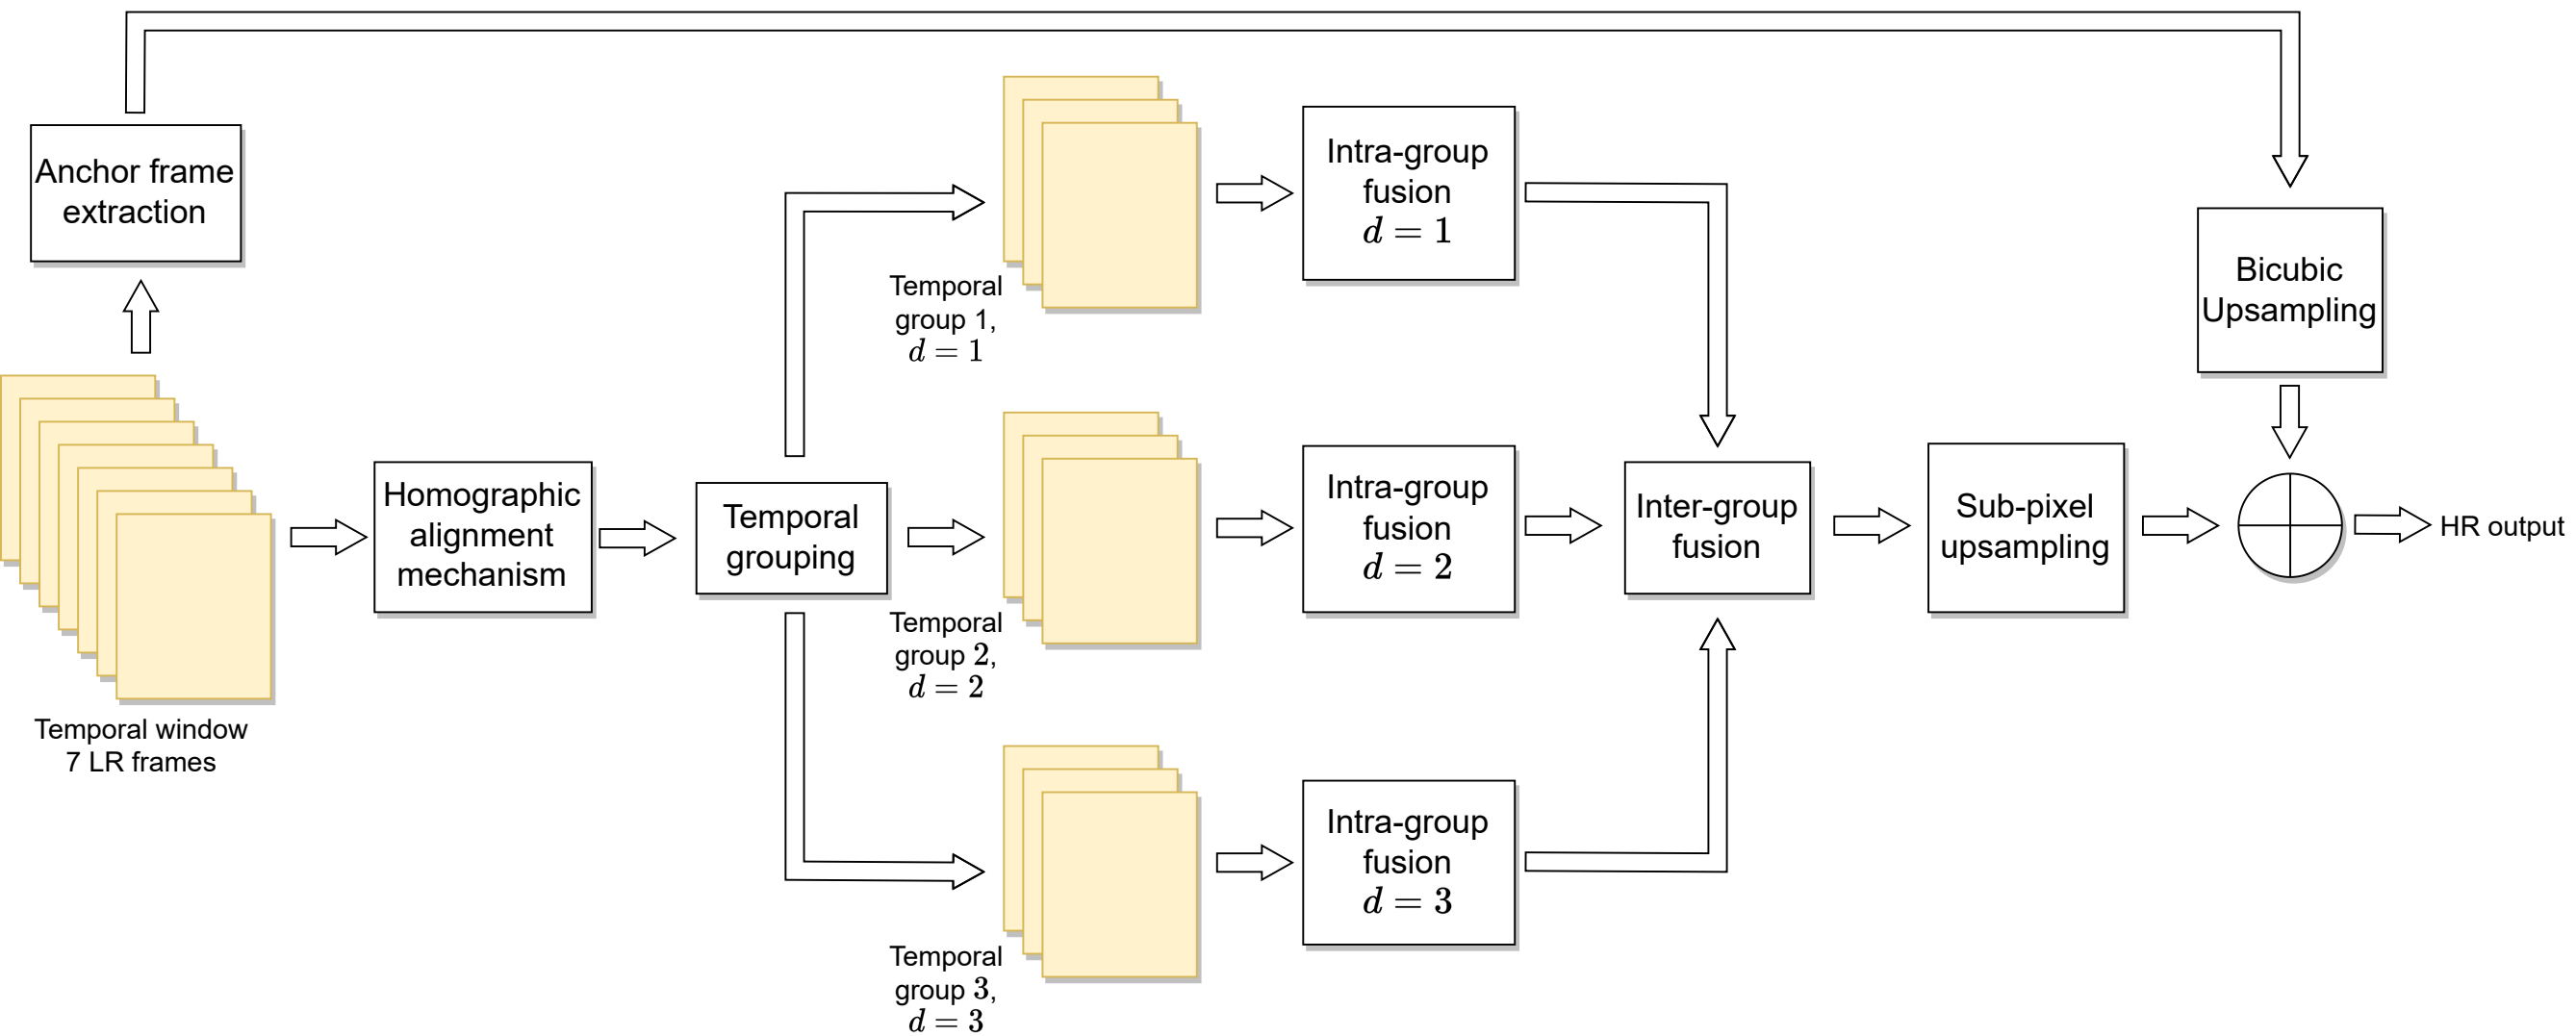 Anchor frame
extraction
Temporal window
7 LR frames
Homographic
alignment
mechanism
Temporal
grouping
Temporal
group 1,
d = 1
Intra-group
fusion
d = 1
Temporal
group 2,
d = 2
Intra-group
fusion
d = 2
Temporal
group 3,
d = 3
Intra-group
fusion
d = 3
Inter-group
fusion
Sub-pixel
upsampling
Bicubic
Upsampling
HR output